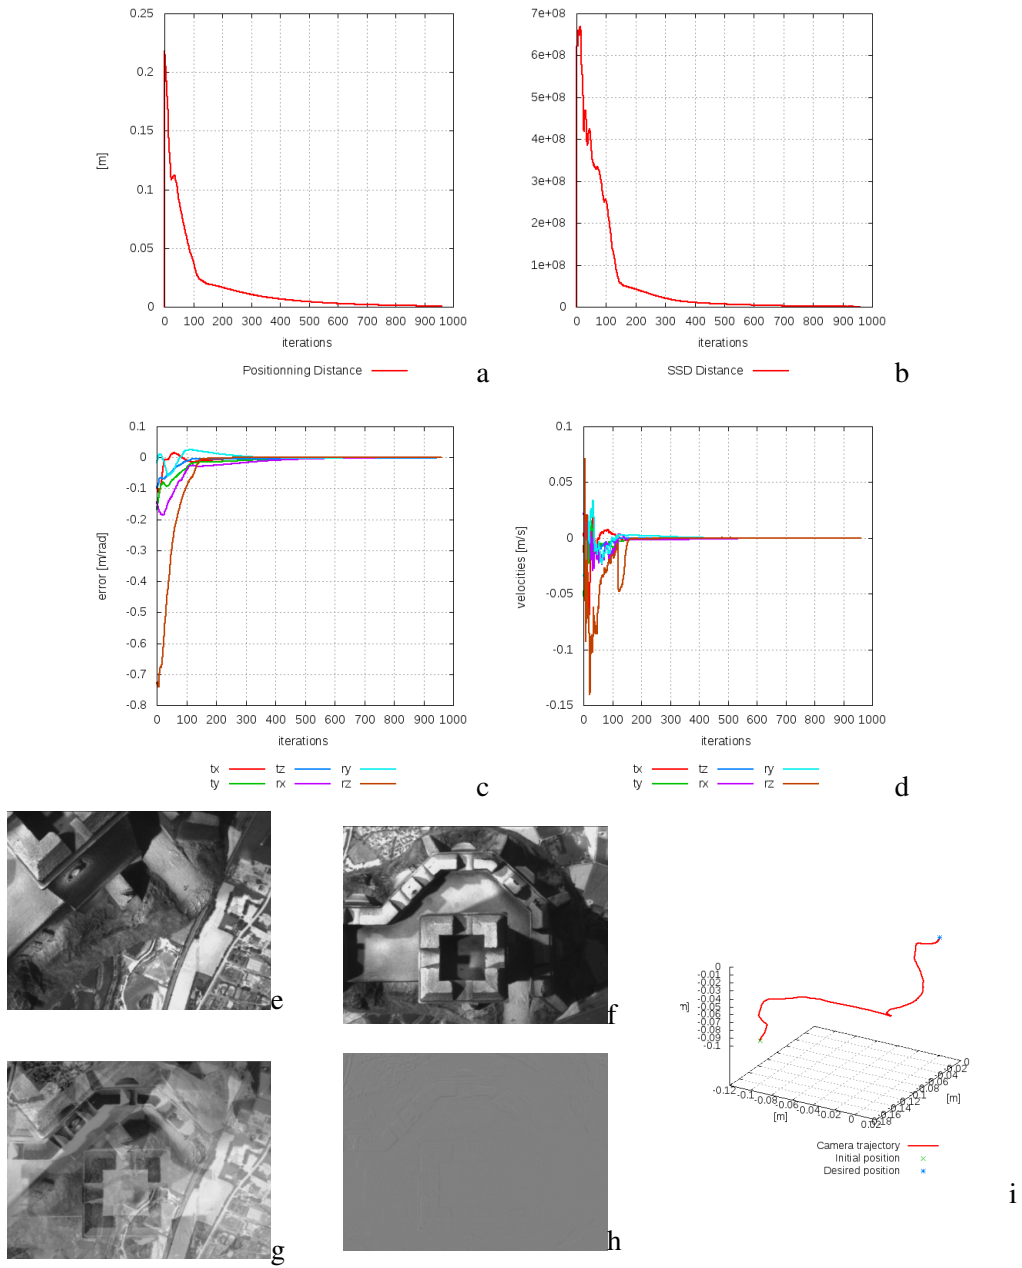 0.25
0.2
0.15
0.1
0.05
0
[m]
0 100 200 300 400 500 600 700 800 900 1000
iterations
Positionning Distance
a
7e+08
6e+08
5e+08
4e+08
3e+08
2e+08
1e+08
0
0 100 200 300 400 500 600 700 800 900 1000
iterations
SSD Distance
b
0.1
0
-0.1
-0.2
-0.3
-0.4
-0.5
-0.6
-0.7
-0.8
error [m/rad]
0 100 200 300 400 500 600 700 800 900 1000
iterations
tx tz ry
ty rx rz
c
0.1
0.05
0
-0.05
-0.1
-0.15
velocities [m/s]
0 100 200 300 400 500 600 700 800 900 1000
iterations
tx tz ry
ty rx rz
d
e
f
g
h
0
-0.01
-0.02
-0.03
-0.04
-0.05
-0.06
-0.07
-0.08
-0.09
-0.1
-0.12 -0.1 -0.08 -0.06 -0.04 -0.02 0 0.02
[m]
0
-0.02
-0.04
-0.06
-0.08
-0.1
-0.12
-0.14
-0.16
-0.18
[m]
Camera trajectory
Initial position
Desired position
i